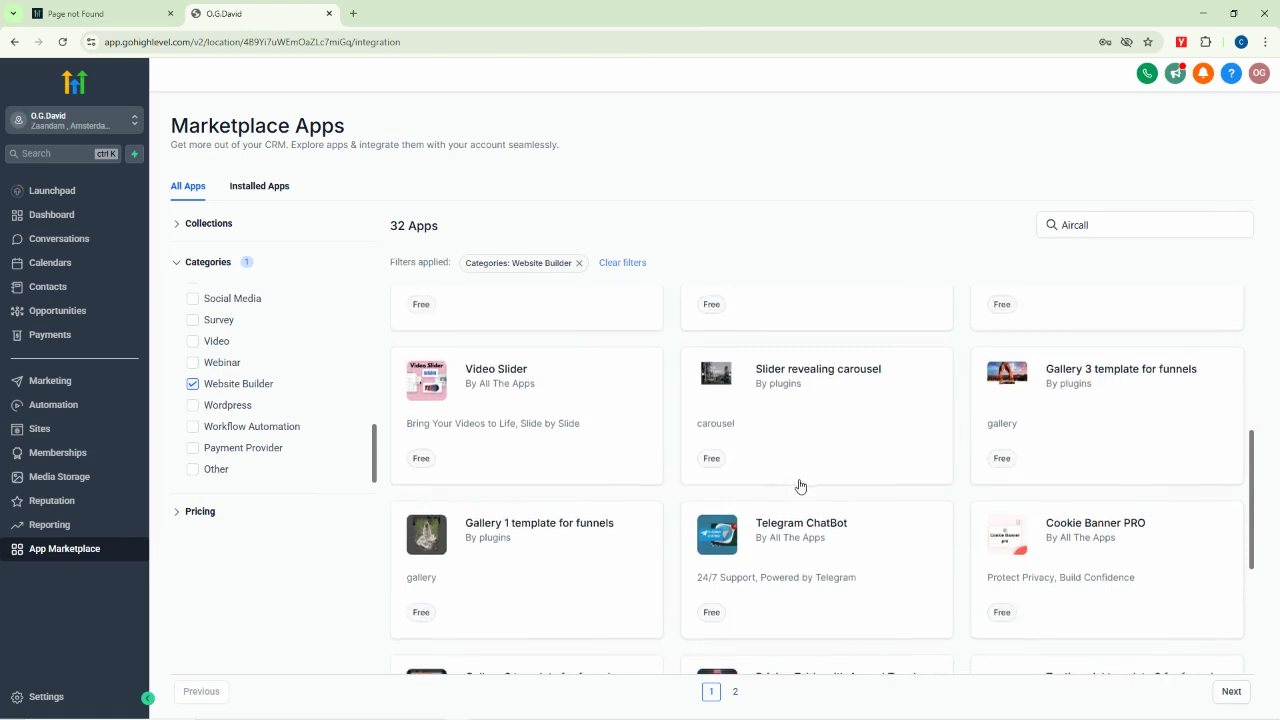 Page not Found
O.G.David
app.gohighlevel.com/v2/location/4B9Yi7uWEmOaZLc7miGq/integration
C
O.G.David
Zaandam , Amsterda...
OG
Search
ctrl K
Marketplace Apps
Get more out of your CRM. Explore apps & integrate them with your account seamlessly.
All Apps
Installed Apps
Launchpad
Dashboard
Conversations
Calendars
Contacts
Opportunities
Payments
Marketing
Automation
Sites
Memberships
Media Storage
Reputation
Reporting
App Marketplace
Settings
Collections
Categories 1
Social Media
Survey
Video
Webinar
Website Builder
Wordpress
Workflow Automation
Payment Provider
Other
Pricing
32 Apps
Aircall
Filters applied:
Categories: Website Builder
Clear filters
Free
Free
Free
Video Slider
By All The Apps
Bring Your Videos to Life, Slide by Slide
Free
Slider revealing carousel
By plugins
carousel
Free
Gallery 3 template for funnels
By plugins
gallery
Free
Gallery 1 template for funnels
By plugins
gallery
Free
Telegram ChatBot
By All The Apps
24/7 Support, Powered by Telegram
Free
Cookie Banner PRO
By All The Apps
Protect Privacy, Build Confidence
Free
Previous
1
2
Next